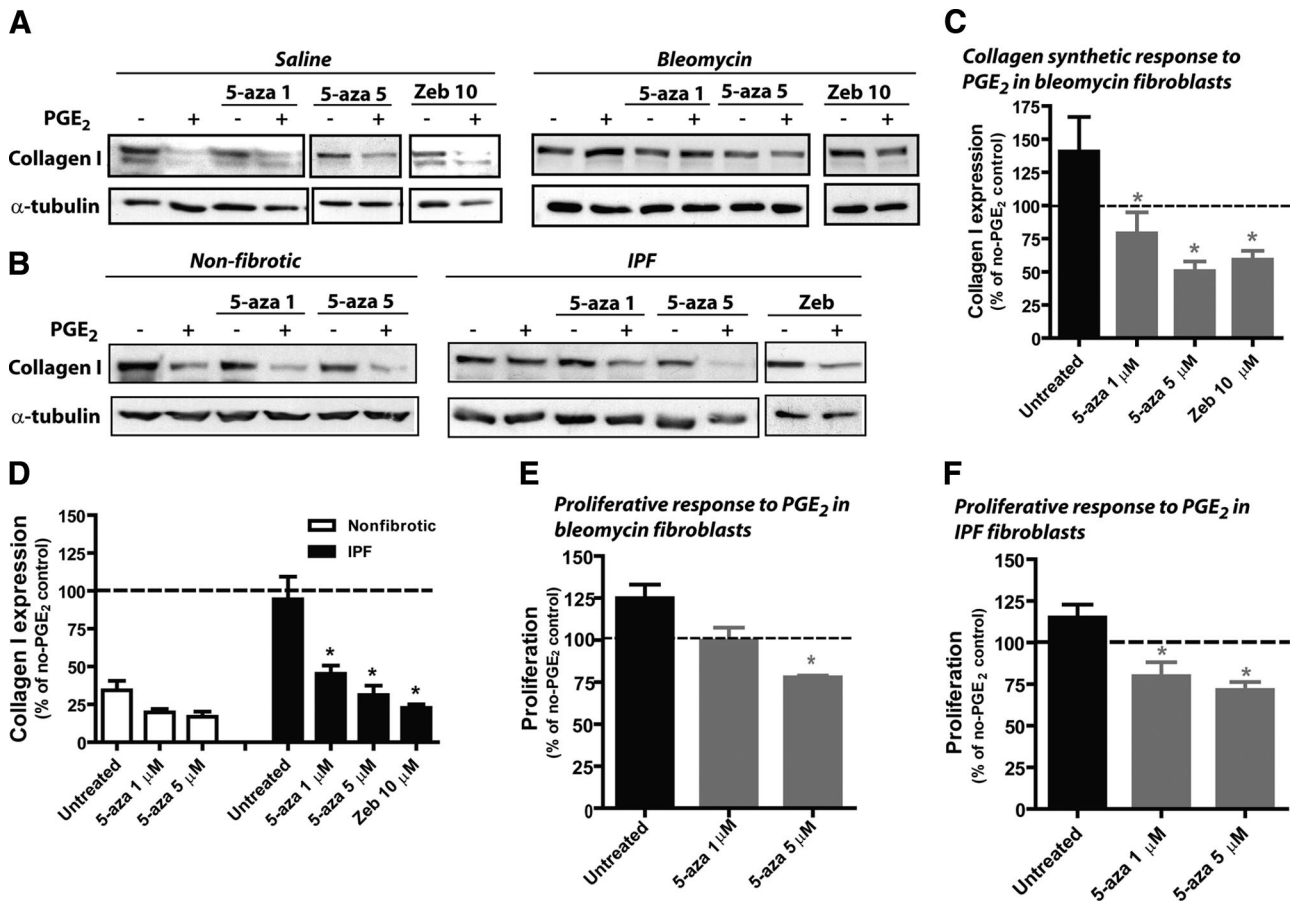 A
Saline
Bleomycin
5-aza 1 5-aza 5 Zeb 10 5-aza 1 5-aza 5 Zeb 10
PGE2 - + - + - + - + - + - + - + - +
Collagen I
α-tubulin
B
Non-fibrotic
IPF
5-aza 1 5-aza 5 5-aza 1 5-aza 5 Zeb
PGE2 - + - + - + - + - + - + - +
Collagen I
α-tubulin
C
Collagen synthetic response to
PGE2 in bleomycin fibroblasts
Collagen I expression
(% of no-PGE2 control)
175
150
125
100
75
50
25
0
*
*
*
Untreated
5-aza 1 μM
5-aza 5 μM
Zeb 10 μM
D
Collagen I expression
(% of no-PGE2 control)
150
125
100
75
50
25
0
Nonfibrotic
IPF
*
*
*
Untreated
5-aza 1 μM
5-aza 5 μM
Untreated
5-aza 1 μM
5-aza 5 μM
Zeb 10 μM
E
Proliferative response to PGE2 in
bleomycin fibroblasts
Proliferation
(% of no-PGE2 control)
150
125
100
75
50
25
0
*
Untreated
5-aza 1μM
5-aza 5 μM
F
Proliferative response to PGE2 in
IPF fibroblasts
Proliferation
(% of no-PGE2 control)
150
125
100
75
50
25
0
*
*
Untreated
5-aza 1 μM
5-aza 5 μM